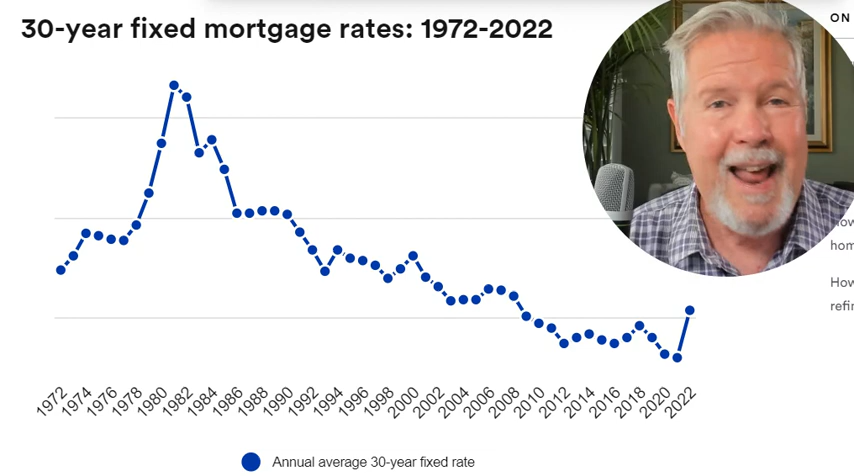 30-year fixed mortgage rates: 1972-2022
ON
1972 1974 1976 1978 1980 1982 1984 1986 1988 1990 1992 1994 1996 1998 2000 2002 2004 2006 2008 2010 2012 2014 2016 2018 2020 2022
Annual average 30-year fixed rate